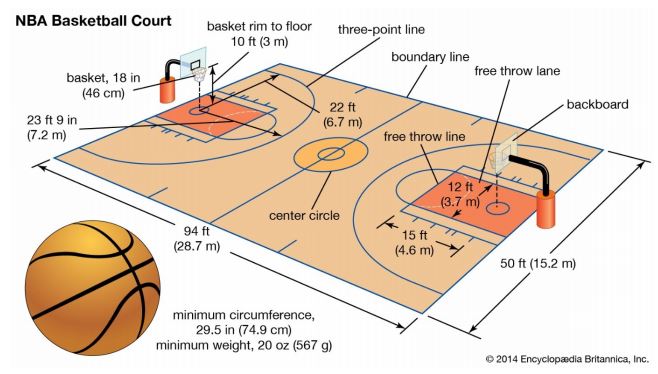 NBA Basketball Court
basket rim to floor
10 ft (3 m)
three-point line
boundary line
free throw lane
basket, 18 in
(46 cm)
backboard
22 ft
(6.7 m)
23 ft 9 in
(7.2 m)
free throw line
12 ft
(3.7 m)
center circle
15 ft
(4.6 m)
94 ft
(28.7 m)
50 ft (15.2 m)
minimum circumference,
29.5 in (74.9 cm)
minimum weight, 20 oz (567 g)
© 2014 Encyclopædia Britannica, Inc.